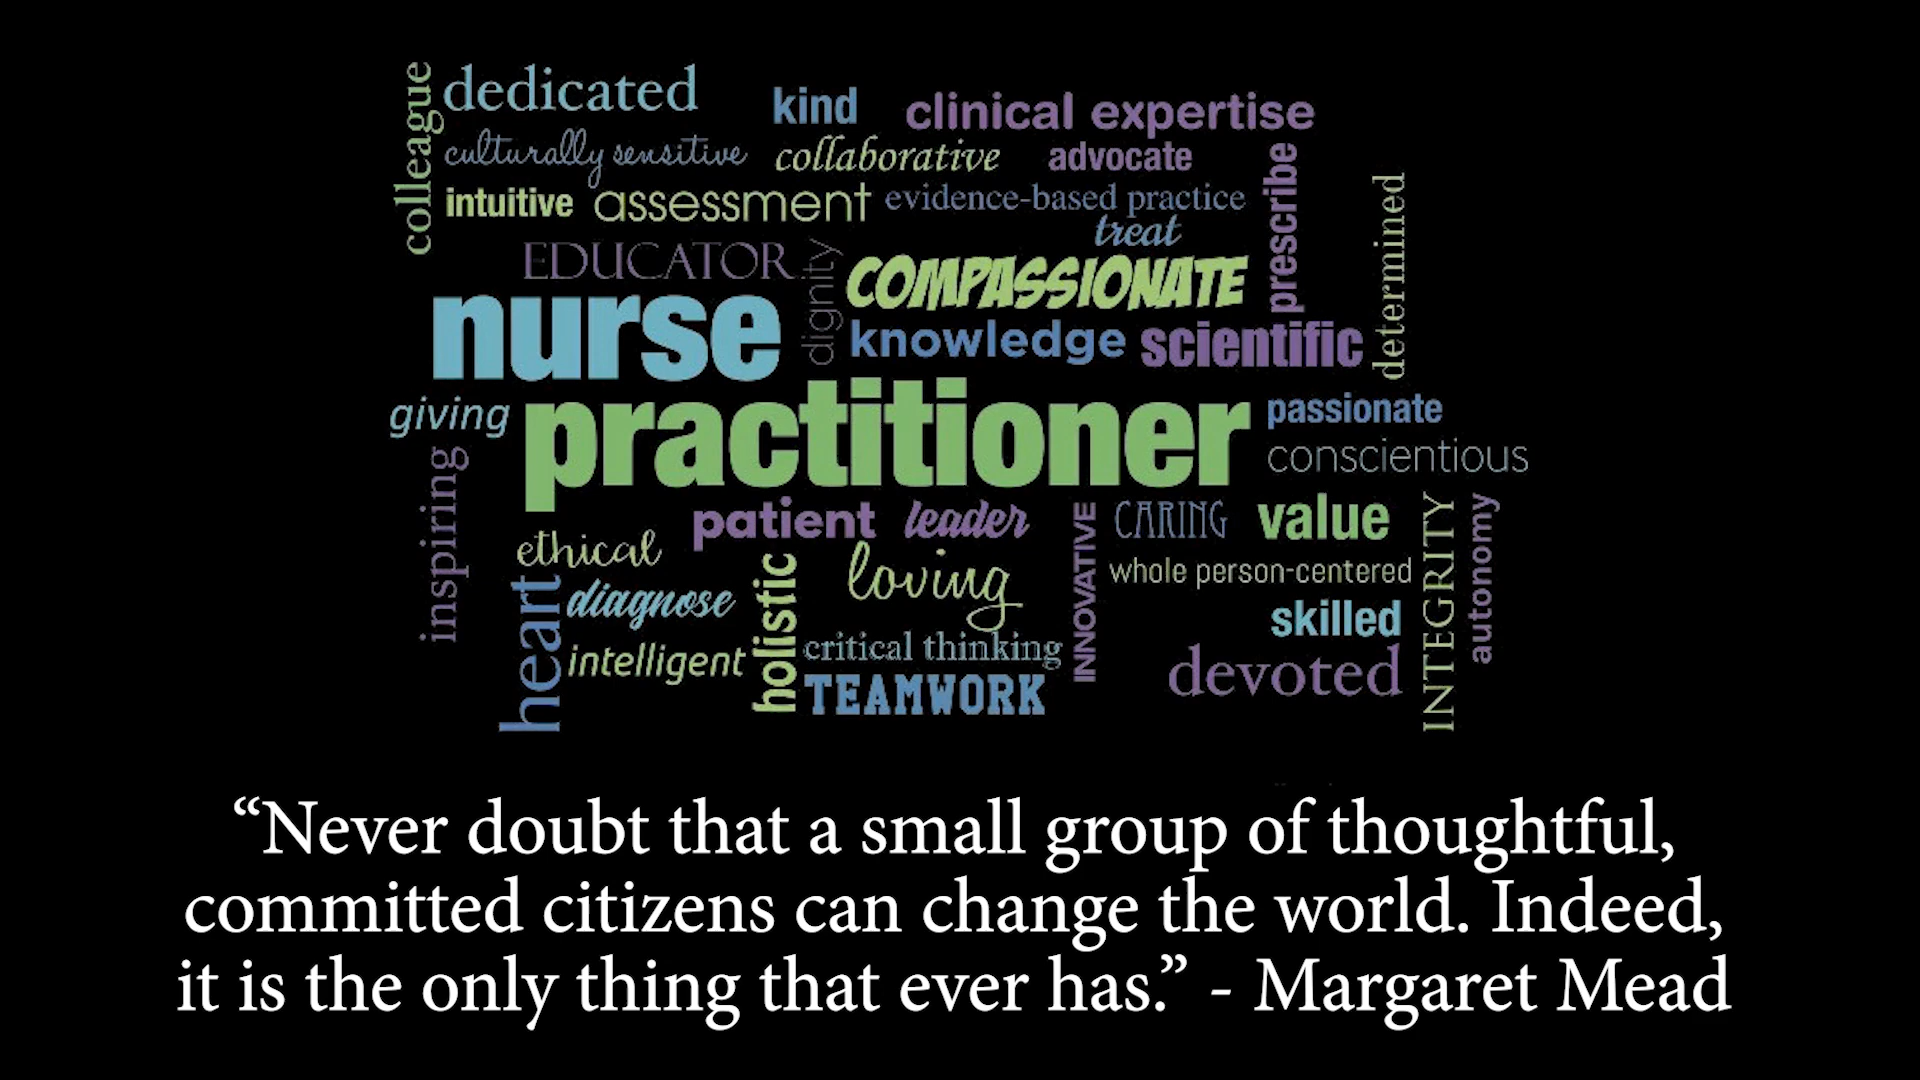 colleague
dedicated
kind
clinical expertise
culturally sensitive
collaborative
advocate
intuitive
assessment
evidence-based practice
prescribe
determined
treat
EDUCATOR
dignity
COMPASSIONATE
nurse
knowledge
scientific
giving
practitioner
passionate
conscientious
inspiring
patient
leader
INNOVATIVE
CARING
value
INTEGRITY
autonomy
ethical
loving
whole person-centered
heart
diagnose
holistic
skilled
intelligent
critical thinking
devoted
TEAMWORK
“Never doubt that a small group of thoughtful,
committed citizens can change the world. Indeed,
it is the only thing that ever has.” - Margaret Mead